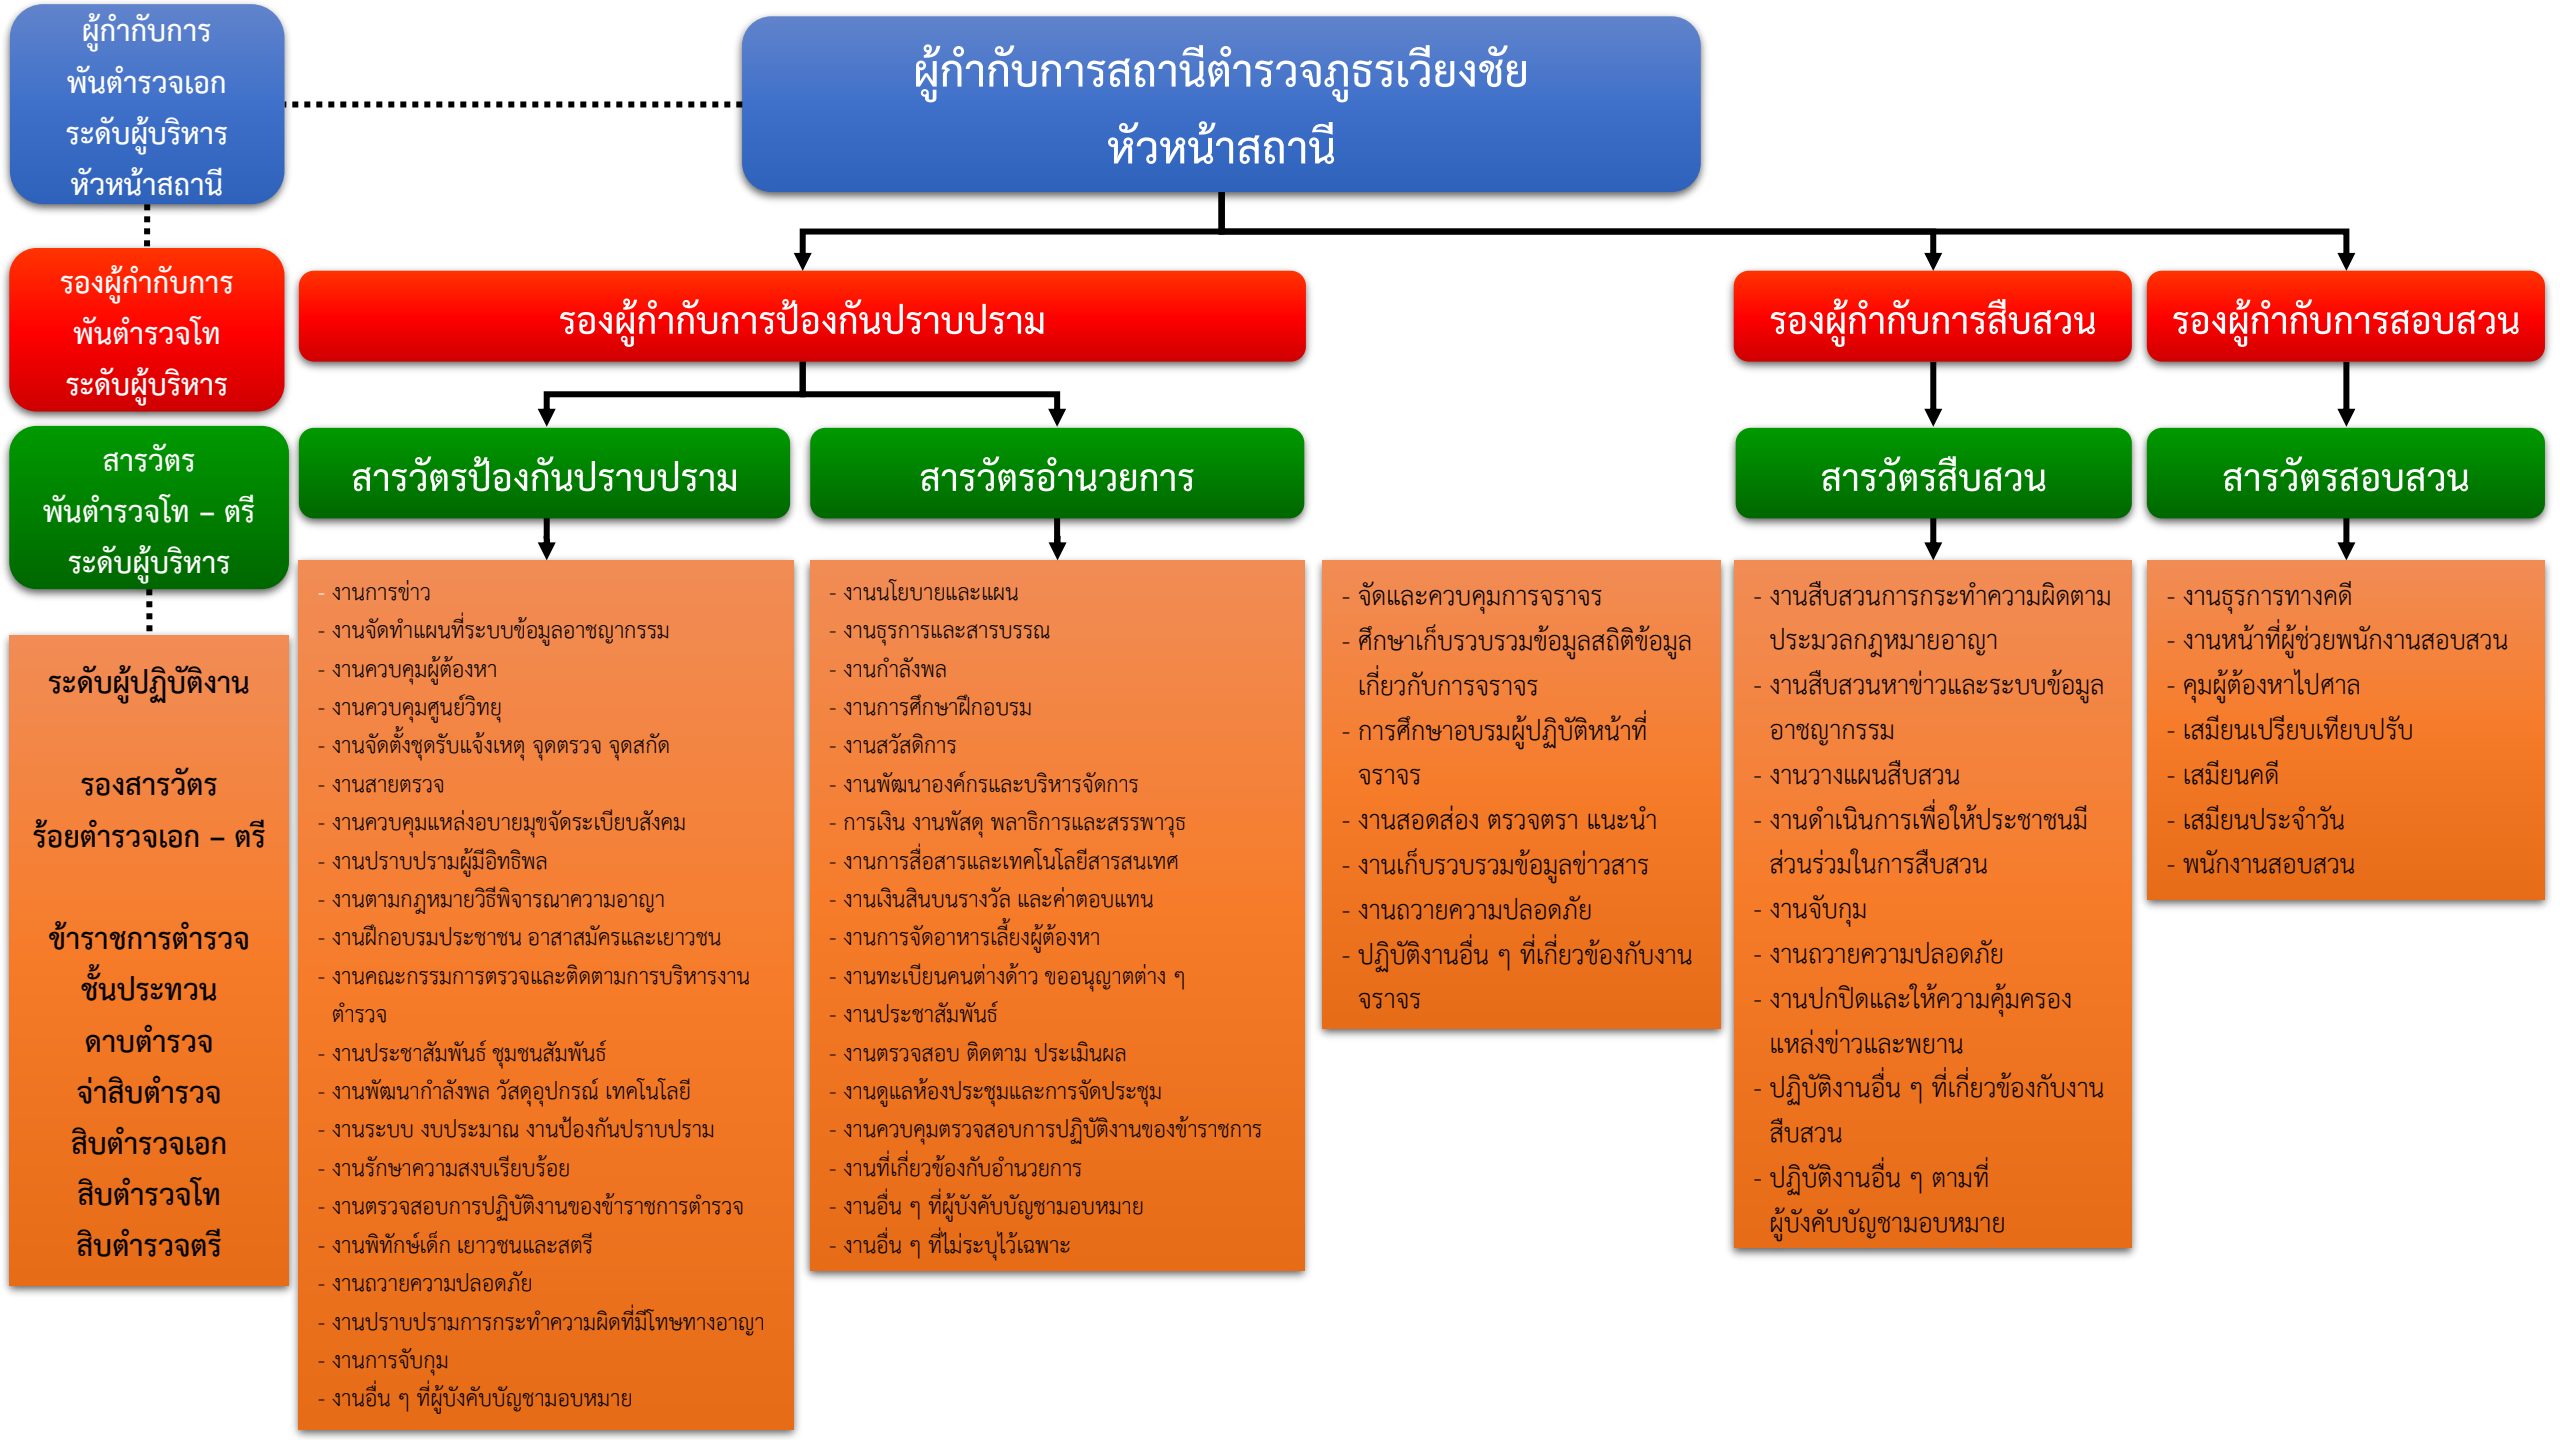 ผู้กำกับการ
พันตำรวจเอก
ระดับผู้บริหาร
หัวหน้าสถานี
ผู้กำกับการสถานีตำรวจภูธรเวียงชัย
หัวหน้าสถานี
รองผู้กำกับการ
พันตำรวจโท
ระดับผู้บริหาร
รองผู้กำกับการป้องกันปราบปราม
รองผู้กำกับการสืบสวน
รองผู้กำกับการสอบสวน
สารวัตร
พันตำรวจโท – ตรี
ระดับผู้บริหาร
สารวัตรป้องกันปราบปราม
สารวัตรอำนวยการ
สารวัตรสืบสวน
สารวัตรสอบสวน
ระดับผู้ปฏิบัติงาน
รองสารวัตร
ร้อยตำรวจเอก – ตรี
ข้าราชการตำรวจ
ชั้นประทวน
ดาบตำรวจ
จ่าสิบตำรวจ
สิบตำรวจเอก
สิบตำรวจโท
สิบตำรวจตรี
- งานการข่าว
- งานจัดทำแผนที่ระบบข้อมูลอาชญากรรม
- งานควบคุมผู้ต้องหา
- งานควบคุมศูนย์วิทยุ
- งานจัดตั้งชุดรับแจ้งเหตุ จุดตรวจ จุดสกัด
- งานสายตรวจ
- งานควบคุมแหล่งอบายมุขจัดระเบียบสังคม
- งานปราบปรามผู้มีอิทธิพล
- งานตามกฎหมายวิธีพิจารณาความอาญา
- งานฝึกอบรมประชาชน อาสาสมัครและเยาวชน
- งานคณะกรรมการตรวจและติดตามการบริหารงาน
ตำรวจ
- งานประชาสัมพันธ์ ชุมชนสัมพันธ์
- งานพัฒนากำลังพล วัสดุอุปกรณ์ เทคโนโลยี
- งานระบบ งบประมาณ งานป้องกันปราบปราม
- งานรักษาความสงบเรียบร้อย
- งานตรวจสอบการปฏิบัติงานของข้าราชการตำรวจ
- งานพิทักษ์เด็ก เยาวชนและสตรี
- งานถวายความปลอดภัย
- งานปราบปรามการกระทำความผิดที่มีโทษทางอาญา
- งานการจับกุม
- งานอื่น ๆ ที่ผู้บังคับบัญชามอบหมาย
- งานนโยบายและแผน
- งานธุรการและสารบรรณ
- งานกำลังพล
- งานการศึกษาฝึกอบรม
- งานสวัสดิการ
- งานพัฒนาองค์กรและบริหารจัดการ
- การเงิน งานพัสดุ พลาธิการและสรรพาวุธ
- งานการสื่อสารและเทคโนโลยีสารสนเทศ
- งานเงินสินบนรางวัล และค่าตอบแทน
- งานการจัดอาหารเลี้ยงผู้ต้องหา
- งานทะเบียนคนต่างด้าว ขออนุญาตต่าง ๆ
- งานประชาสัมพันธ์
- งานตรวจสอบ ติดตาม ประเมินผล
- งานดูแลห้องประชุมและการจัดประชุม
- งานควบคุมตรวจสอบการปฏิบัติงานของข้าราชการ
- งานที่เกี่ยวข้องกับอำนวยการ
- งานอื่น ๆ ที่ผู้บังคับบัญชามอบหมาย
- งานอื่น ๆ ที่ไม่ระบุไว้เฉพาะ
- จัดและควบคุมการจราจร
- ศึกษาเก็บรวบรวมข้อมูลสถิติข้อมูล
เกี่ยวกับการจราจร
- การศึกษาอบรมผู้ปฏิบัติหน้าที่
จราจร
- งานสอดส่อง ตรวจตรา แนะนำ
- งานเก็บรวบรวมข้อมูลข่าวสาร
- งานถวายความปลอดภัย
- ปฏิบัติงานอื่น ๆ ที่เกี่ยวข้องกับงาน
จราจร
- งานสืบสวนการกระทำความผิดตาม
ประมวลกฎหมายอาญา
- งานสืบสวนหาข่าวและระบบข้อมูล
อาชญากรรม
- งานวางแผนสืบสวน
- งานดำเนินการเพื่อให้ประชาชนมี
ส่วนร่วมในการสืบสวน
- งานจับกุม
- งานถวายความปลอดภัย
- งานปกปิดและให้ความคุ้มครอง
แหล่งข่าวและพยาน
- ปฏิบัติงานอื่น ๆ ที่เกี่ยวข้องกับงาน
สืบสวน
- ปฏิบัติงานอื่น ๆ ตามที่
ผู้บังคับบัญชามอบหมาย
- งานธุรการทางคดี
- งานหน้าที่ผู้ช่วยพนักงานสอบสวน
- คุมผู้ต้องหาไปศาล
- เสมียนเปรียบเทียบปรับ
- เสมียนคดี
- เสมียนประจำวัน
- พนักงานสอบสวน